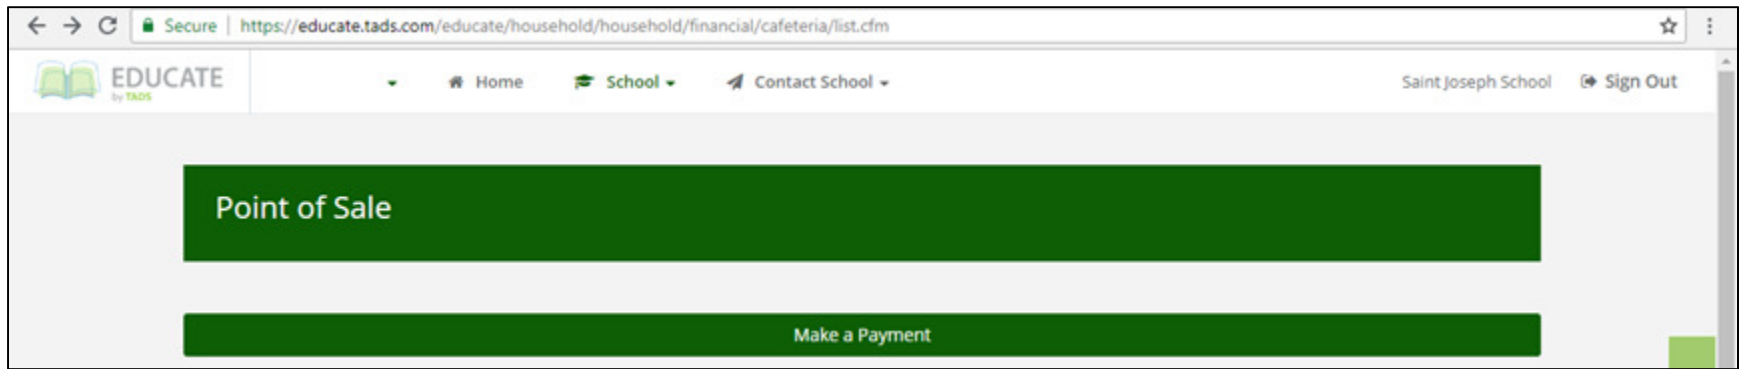 Secure | https://educate.tads.com/educate/household/household/financial/cafeteria/list.cfm
EDUCATE
by TADS
Home School Contact School Saint Joseph School Sign Out
Point of Sale
Make a Payment